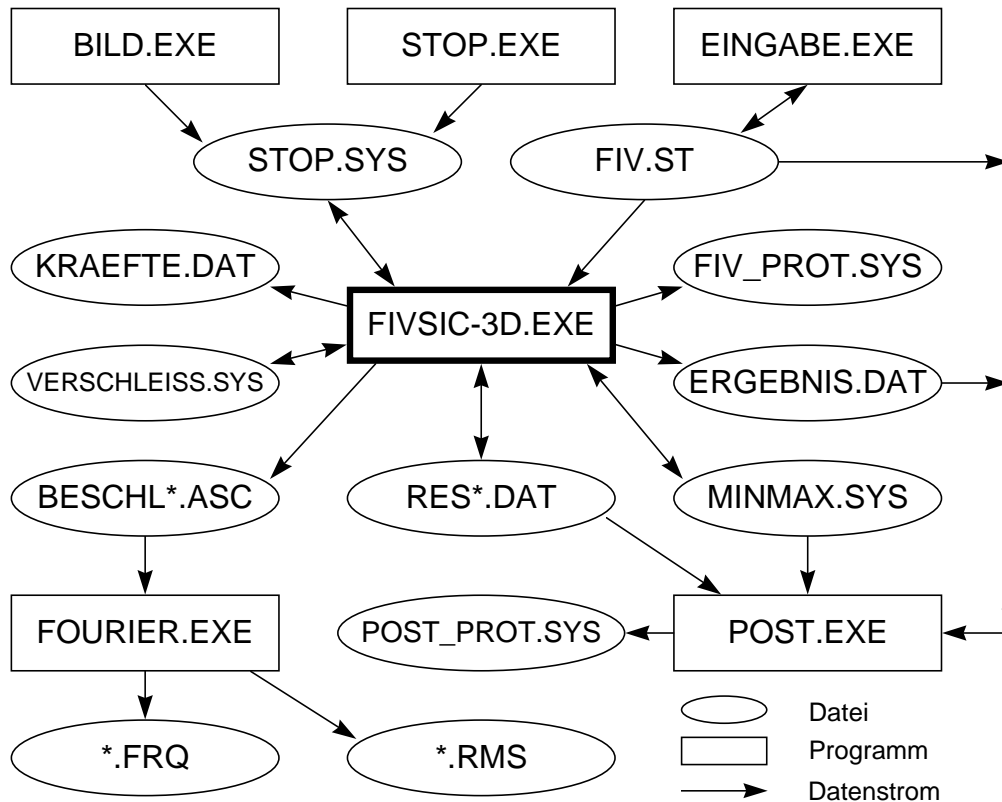 BILD.EXE
STOP.EXE
EINGABE.EXE
STOP.SYS
FIV.ST
KRAEFTE.DAT
FIV_PROT.SYS
FIVSIC-3D.EXE
VERSCHLEISS.SYS
ERGEBNIS.DAT
BESCHL*.ASC
RES*.DAT
MINMAX.SYS
FOURIER.EXE
POST_PROT.SYS
POST.EXE
*.FRQ
*.RMS
Datei
Programm
Datenstrom